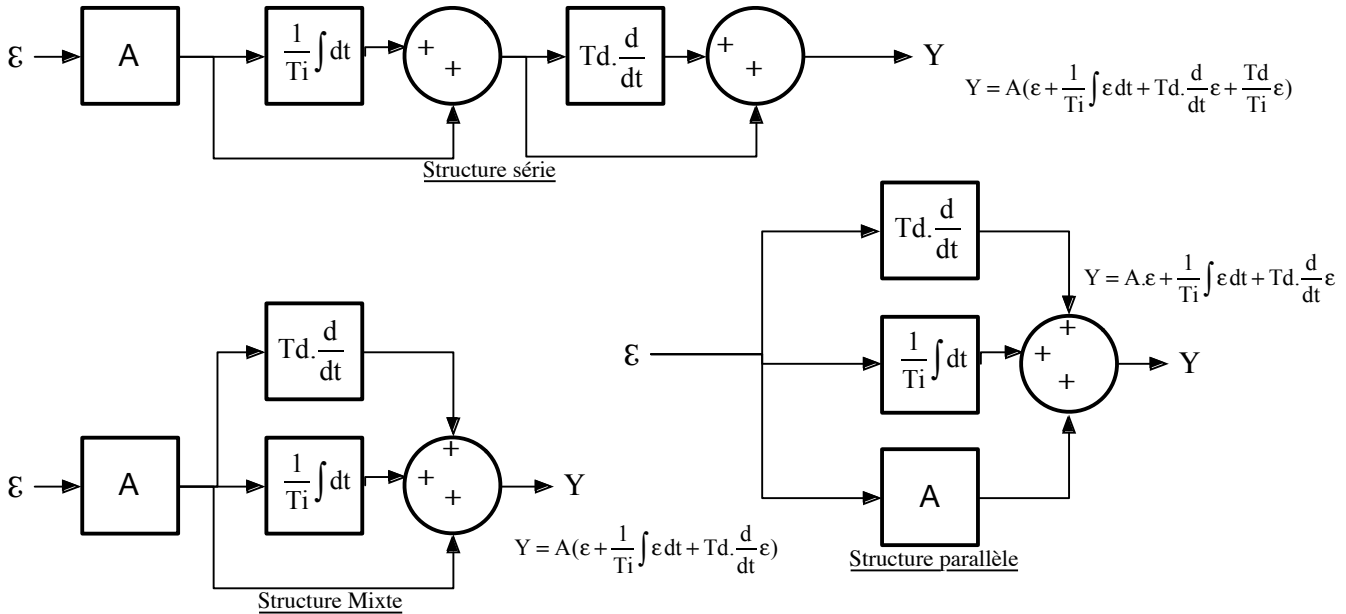 ε A 1/Ti ∫ dt + + Td. d/dt + + Y
Y = A(ε + 1/Ti ∫ ε dt + Td. d/dt ε + Td/Ti ε)
Structure série
Td. d/dt
Y = A.ε + 1/Ti ∫ ε dt + Td. d/dt ε
ε 1/Ti ∫ dt + + + Y
A
Structure parallèle
Td. d/dt
ε A 1/Ti ∫ dt + + + Y
Y = A(ε + 1/Ti ∫ ε dt + Td. d/dt ε)
Structure Mixte